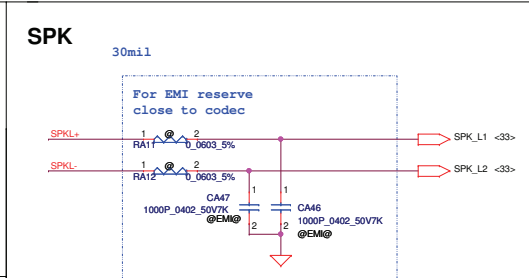 SPK
30mil
For EMI reserve
close to codec
SPKL+ 1 @ 2 SPK_L1 <33>
RA11 0_0603_5%
SPKL- 1 @ 2 SPK_L2 <33>
RA12 0_0603_5%
1 1
CA47 CA46
1000P_0402_50V7K 1000P_0402_50V7K
@EMI@ 2 2 @EMI@